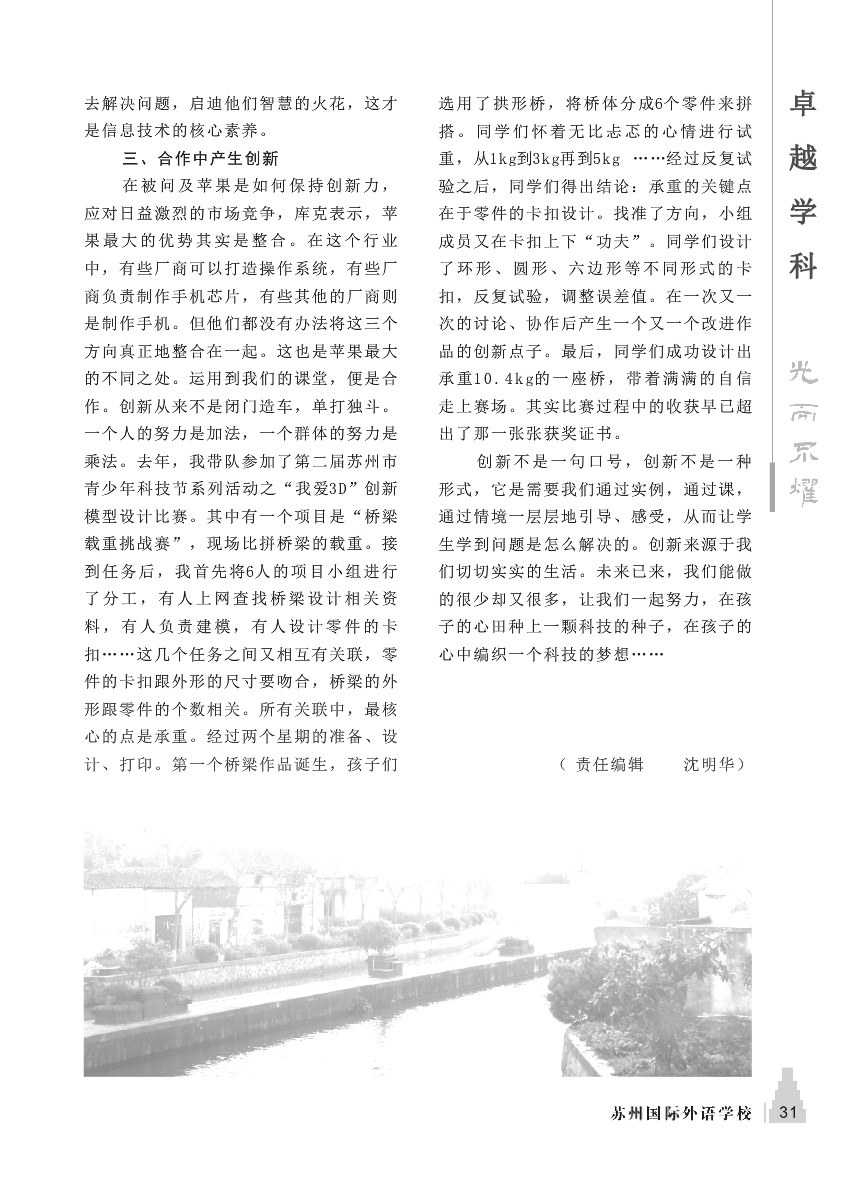 去解决问题，启迪他们智慧的火花，这才
是信息技术的核心素养。
三、合作中产生创新
在被问及苹果是如何保持创新力，
应对日益激烈的市场竞争，库克表示，苹
果最大的优势其实是整合。在这个行业
中，有些厂商可以打造操作系统，有些厂
商负责制作手机芯片，有些其他的厂商则
是制作手机。但他们都没有办法将这三个
方向真正地整合在一起。这也是苹果最大
的不同之处。运用到我们的课堂，便是合
作。创新从来不是闭门造车，单打独斗。
一个人的努力是加法，一个群体的努力是
乘法。去年，我带队参加了第二届苏州市
青少年科技节系列活动之“我爱3D”创新
模型设计比赛。其中有一个项目是“桥梁
载重挑战赛”，现场比拼桥梁的载重。接
到任务后，我首先将6人的项目小组进行
了分工，有人上网查找桥梁设计相关资
料，有人负责建模，有人设计零件的卡
扣……这几个任务之间又相互有关联，零
件的卡扣跟外形的尺寸要吻合，桥梁的外
形跟零件的个数相关。所有关联中，最核
心的点是承重。经过两个星期的准备、设
计、打印。第一个桥梁作品诞生，孩子们
选用了拱形桥，将桥体分成6个零件来拼
搭。同学们怀着无比忐忑的心情进行试
重，从1kg到3kg再到5kg ……经过反复试
验之后，同学们得出结论：承重的关键点
在于零件的卡扣设计。找准了方向，小组
成员又在卡扣上下“功夫”。同学们设计
了环形、圆形、六边形等不同形式的卡
扣，反复试验，调整误差值。在一次又一
次的讨论、协作后产生一个又一个改进作
品的创新点子。最后，同学们成功设计出
承重10.4kg的一座桥，带着满满的自信
走上赛场。其实比赛过程中的收获早已超
出了那一张张获奖证书。
创新不是一句口号，创新不是一种
形式，它是需要我们通过实例，通过课，
通过情境一层层地引导、感受，从而让学
生学到问题是怎么解决的。创新来源于我
们切切实实的生活。未来已来，我们能做
的很少却又很多，让我们一起努力，在孩
子的心田种上一颗科技的种子，在孩子的
心中编织一个科技的梦想……
（ 责任编辑 沈明华）
卓越学科
光而不耀
苏州国际外语学校 31